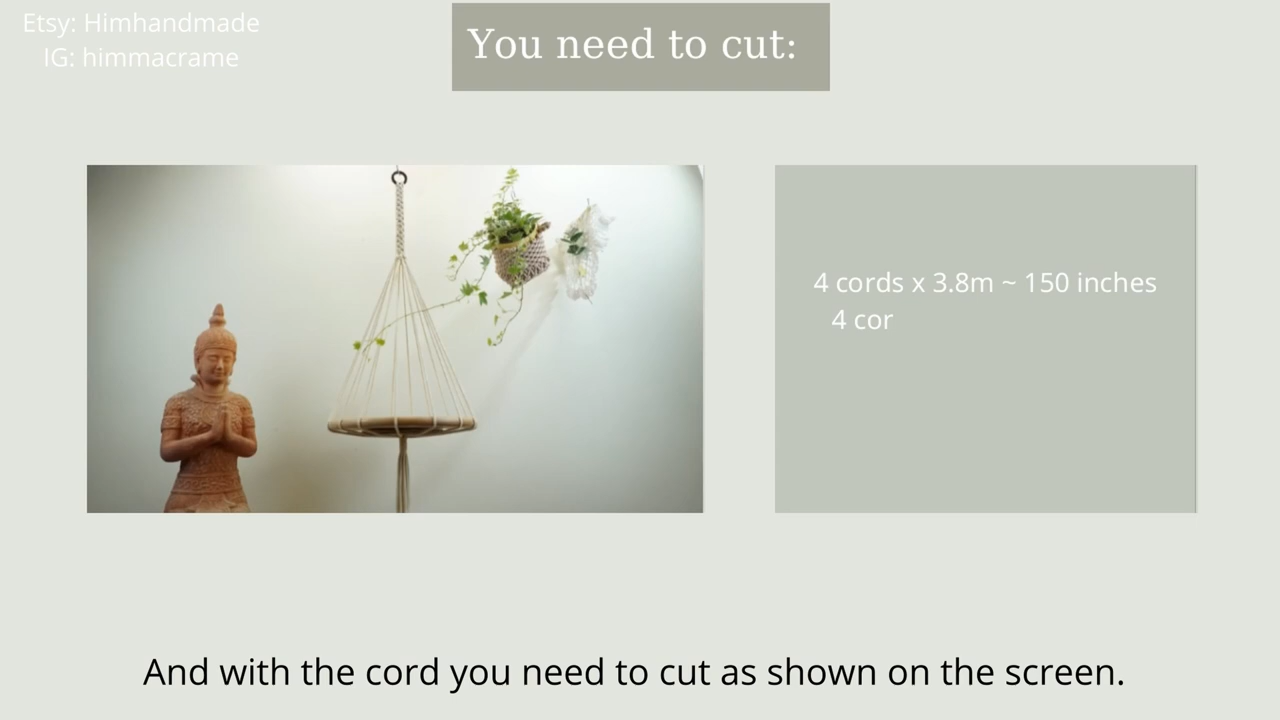 Etsy: Himhandmade
IG: himmacrame
You need to cut:
4 cords x 3.8m ~ 150 inches
4 cor
And with the cord you need to cut as shown on the screen.